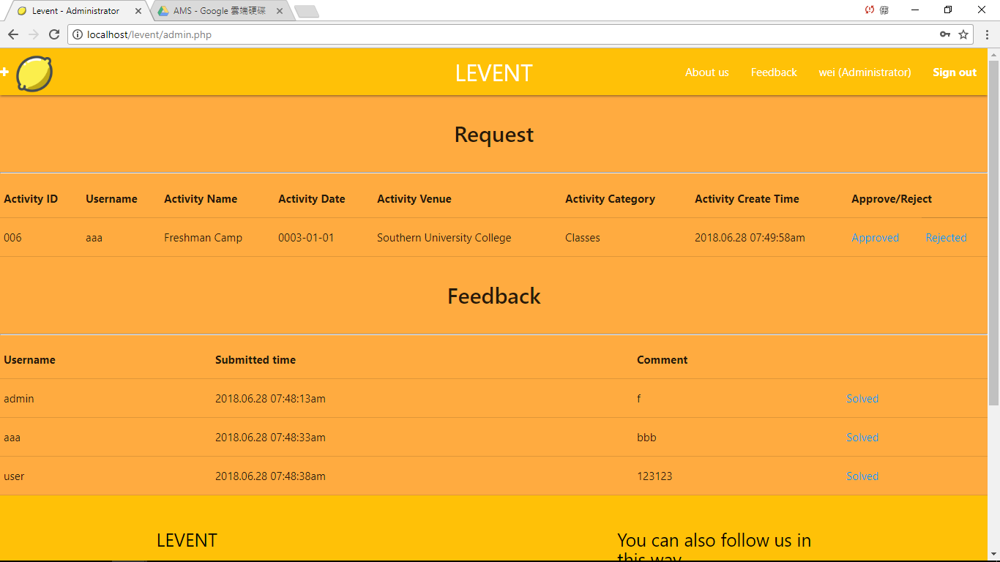 Levent - Administrator
AMS - Google 雲端硬碟
localhost/levent/admin.php
LEVENT
About us
Feedback
wei (Administrator)
Sign out
Request
Activity ID Username Activity Name Activity Date Activity Venue Activity Category Activity Create Time Approve/Reject
006 aaa Freshman Camp 0003-01-01 Southern University College Classes 2018.06.28 07:49:58am Approved Rejected
Feedback
Username Submitted time Comment
admin 2018.06.28 07:48:13am f Solved
aaa 2018.06.28 07:48:33am bbb Solved
user 2018.06.28 07:48:38am 123123 Solved
LEVENT
You can also follow us in
this way